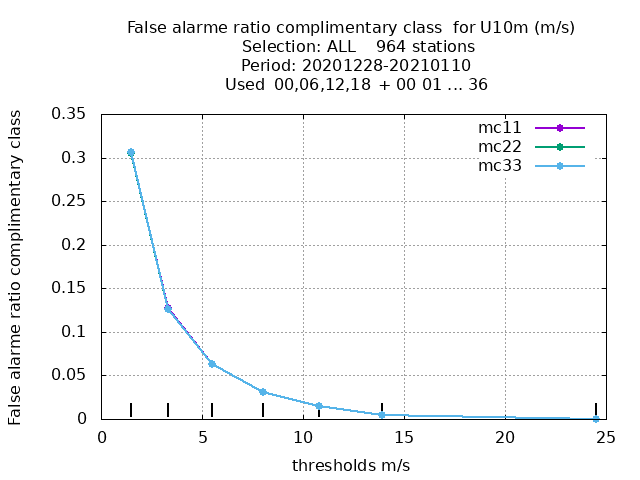 False alarme ratio complimentary class  for U10m (m/s)
Selection: ALL    964 stations
Period: 20201228-20210110
Used  00,06,12,18  + 00 01 ... 36
False alarme ratio complimentary class
0.35
0.3
0.25
0.2
0.15
0.1
0.05
0
mc11
mc22
mc33
0 5 10 15 20 25
thresholds m/s